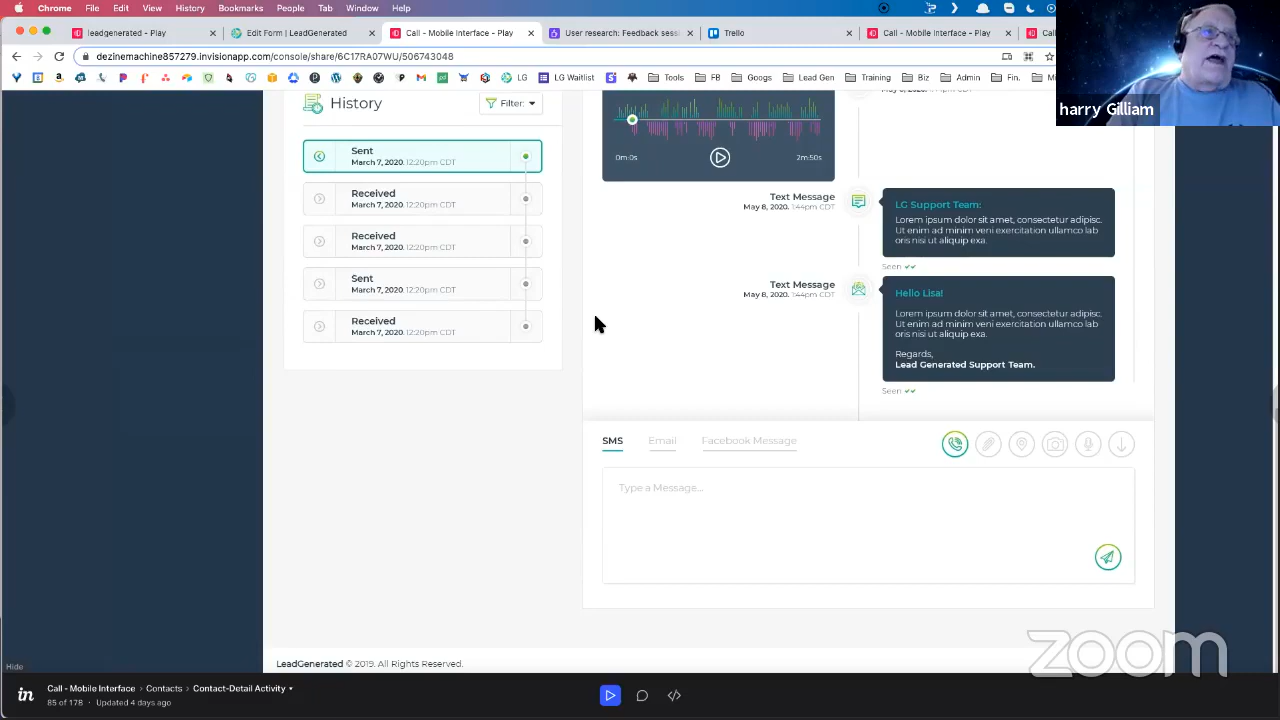 Chrome File Edit View History Bookmarks People Tab Window Help
leadgenerated - Play
Edit Form | LeadGenerated
Call - Mobile Interface - Play
User research: Feedback sessi
Trello
Call - Mobile Interface - Play
dezinemachine857279.invisionapp.com/console/share/6C17RA07WU/506743048
LG
LG Waitlist
Tools
FH
Googs
Lead Gen
Training
Biz
Admin
Fin.
harry Gilliam
History
Filter:
Sent
March 7, 2020. 12:20pm CDT
Received
March 7, 2020. 12:20pm CDT
Received
March 7, 2020. 12:20pm CDT
Sent
March 7, 2020. 12:20pm CDT
Received
March 7, 2020. 12:20pm CDT
0m:0s
2m:50s
Text Message
May 8, 2020. 1:44pm CDT
LG Support Team:
Lorem ipsum dolor sit amet, consectetur adipisc.
Ut enim ad minim veni exercitation ullamco lab
oris nisi ut aliquip exa.
Seen
Text Message
May 8, 2020. 1:44pm CDT
Hello Lisa!
Lorem ipsum dolor sit amet, consectetur adipisc.
Ut enim ad minim veni exercitation ullamco lab
oris nisi ut aliquip exa.
Regards,
Lead Generated Support Team.
Seen
SMS
Email
Facebook Message
Type a Message...
LeadGenerated © 2019. All Rights Reserved.
zoom
Hide
in
Call - Mobile Interface › Contacts › Contact-Detail Activity
85 of 178 · Updated 4 days ago